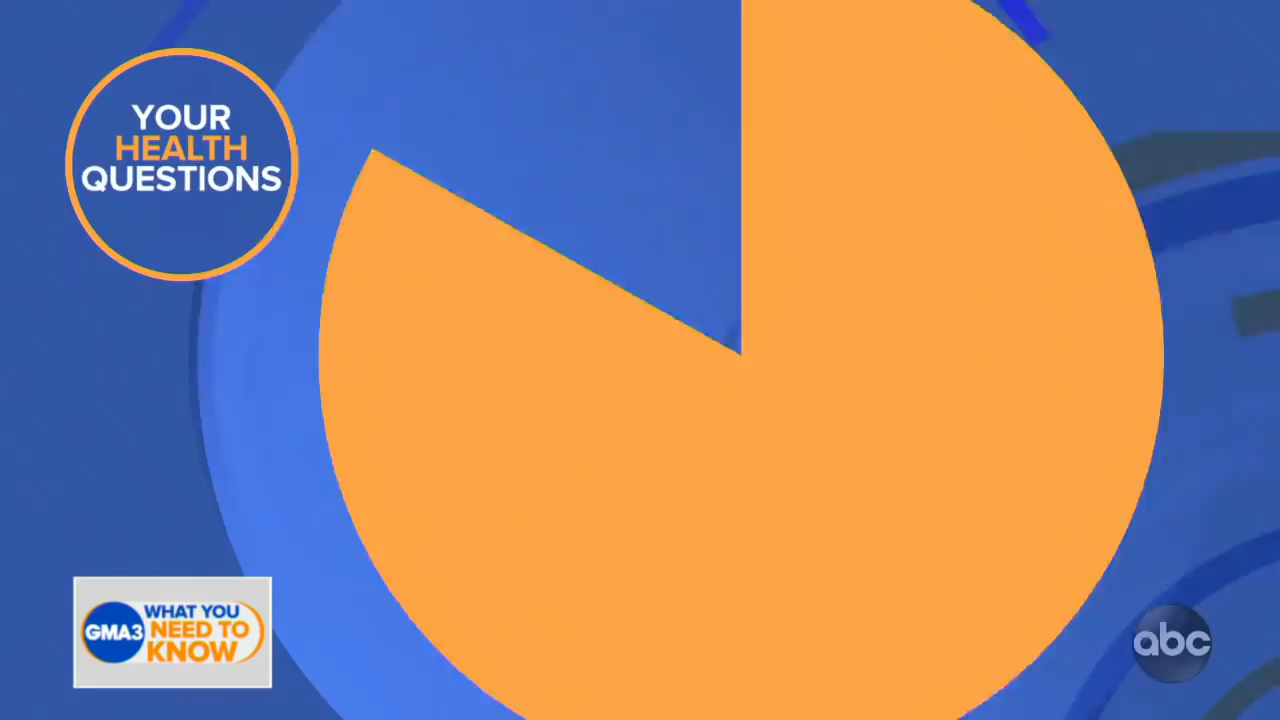 YOUR
HEALTH
QUESTIONS
GMA3
WHAT YOU
NEED TO
KNOW
abc